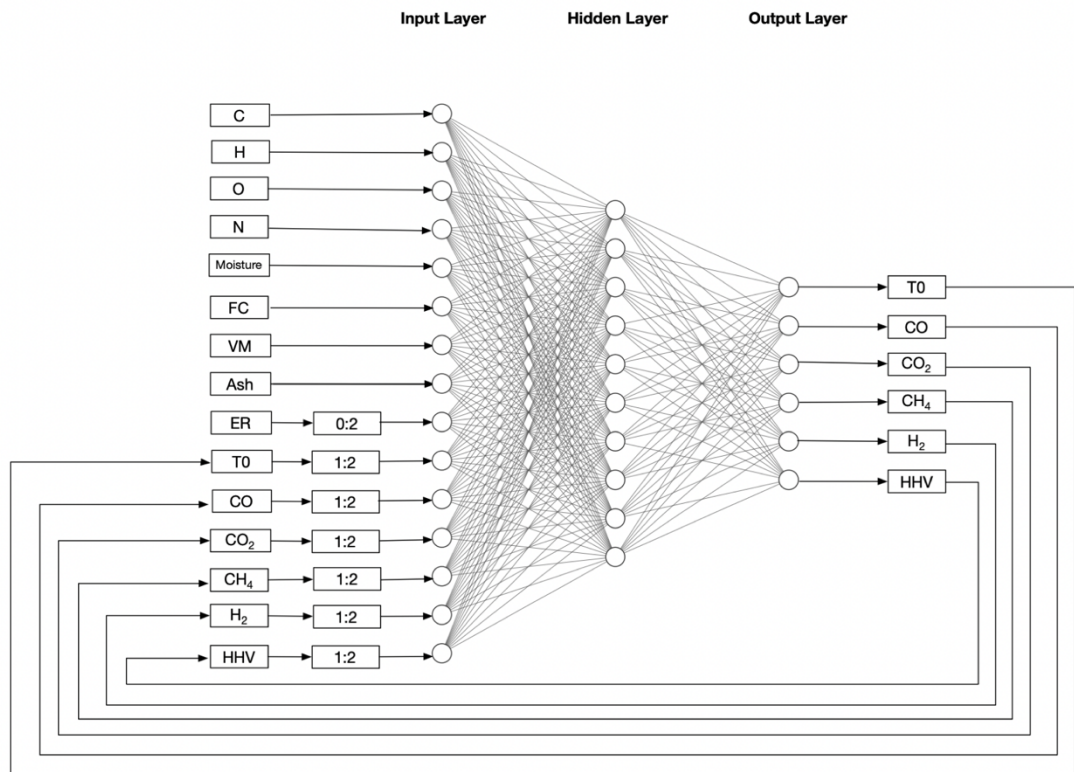 Input Layer Hidden Layer Output Layer
C
H
O
N
Moisture
FC
VM
Ash
ER 0:2
T0 1:2
CO 1:2
CO₂ 1:2
CH₄ 1:2
H₂ 1:2
HHV 1:2
T0
CO
CO₂
CH₄
H₂
HHV